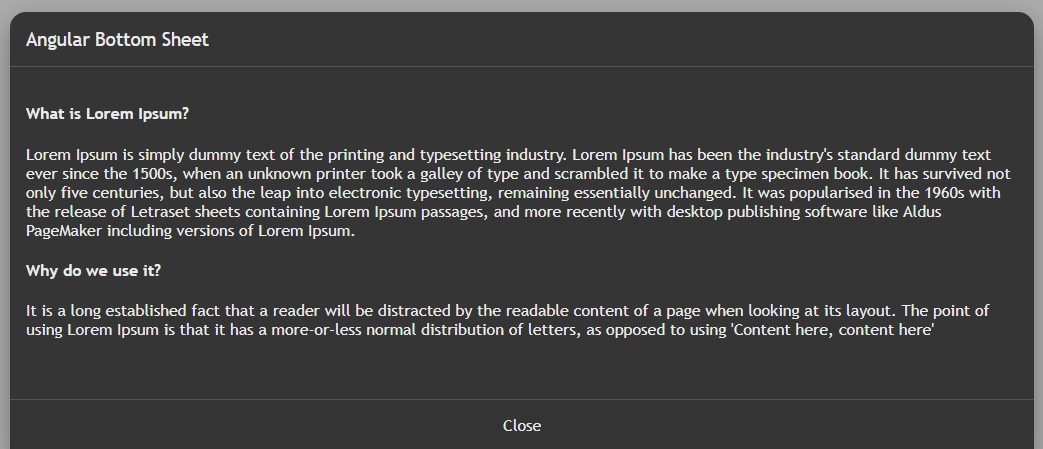 Angular Bottom Sheet
What is Lorem Ipsum?
Lorem Ipsum is simply dummy text of the printing and typesetting industry. Lorem Ipsum has been the industry's standard dummy text
ever since the 1500s, when an unknown printer took a galley of type and scrambled it to make a type specimen book. It has survived not
only five centuries, but also the leap into electronic typesetting, remaining essentially unchanged. It was popularised in the 1960s with
the release of Letraset sheets containing Lorem Ipsum passages, and more recently with desktop publishing software like Aldus
PageMaker including versions of Lorem Ipsum.
Why do we use it?
It is a long established fact that a reader will be distracted by the readable content of a page when looking at its layout. The point of
using Lorem Ipsum is that it has a more-or-less normal distribution of letters, as opposed to using 'Content here, content here'
Close